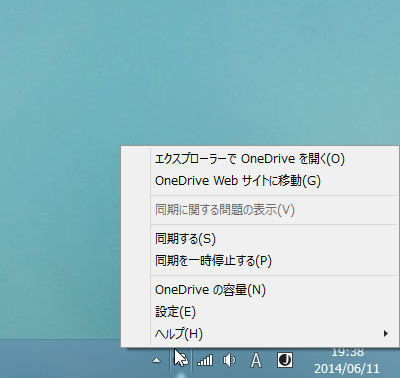 エクスプローラーで OneDrive を開く(O)
OneDrive Web サイトに移動(G)
同期に関する問題の表示(V)
同期する(S)
同期を一時停止する(P)
OneDrive の容量(N)
設定(E)
ヘルプ(H)
A J 19:38
2014/06/11